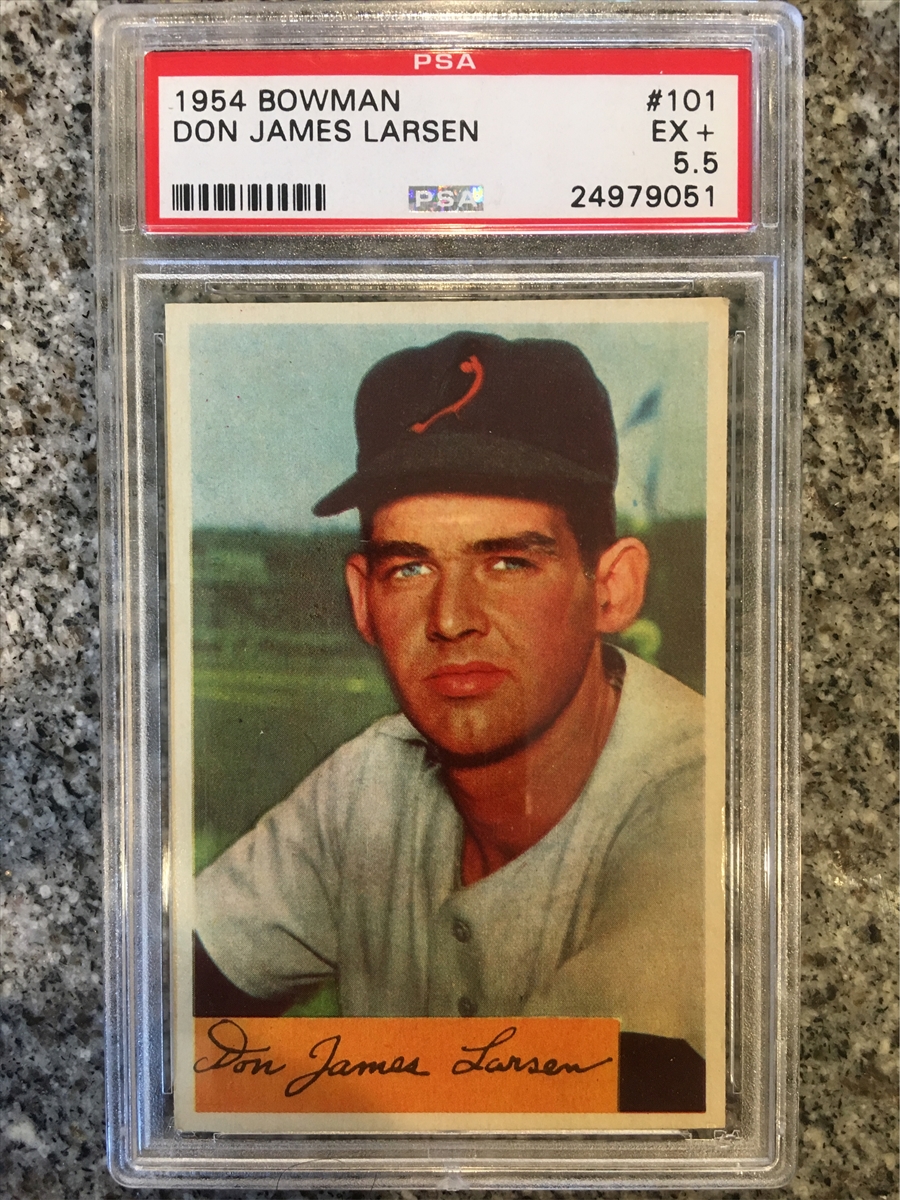 PSA
1954 BOWMAN #101
DON JAMES LARSEN EX +
5.5
PSA 24979051
Don James Larsen